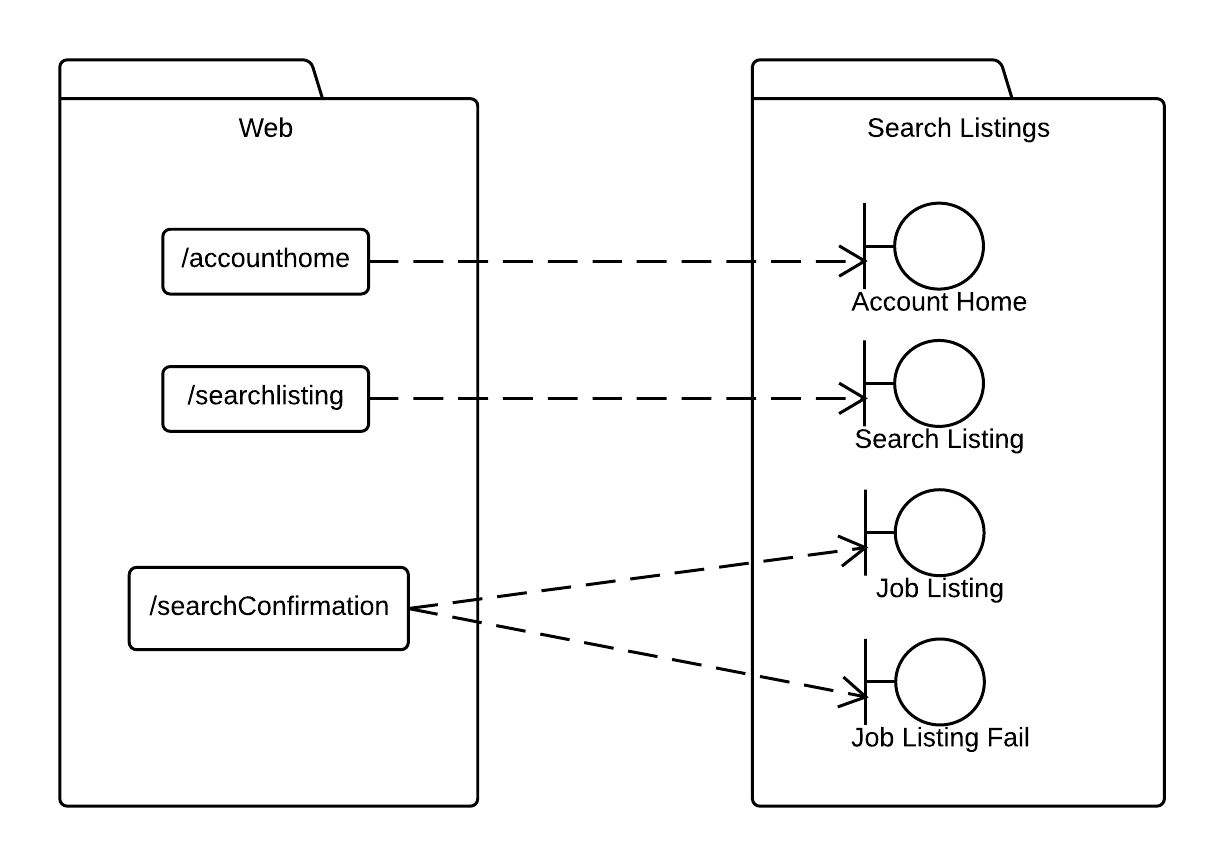 Web
/accounthome
/searchlisting
/searchConfirmation
Search Listings
Account Home
Search Listing
Job Listing
Job Listing Fail